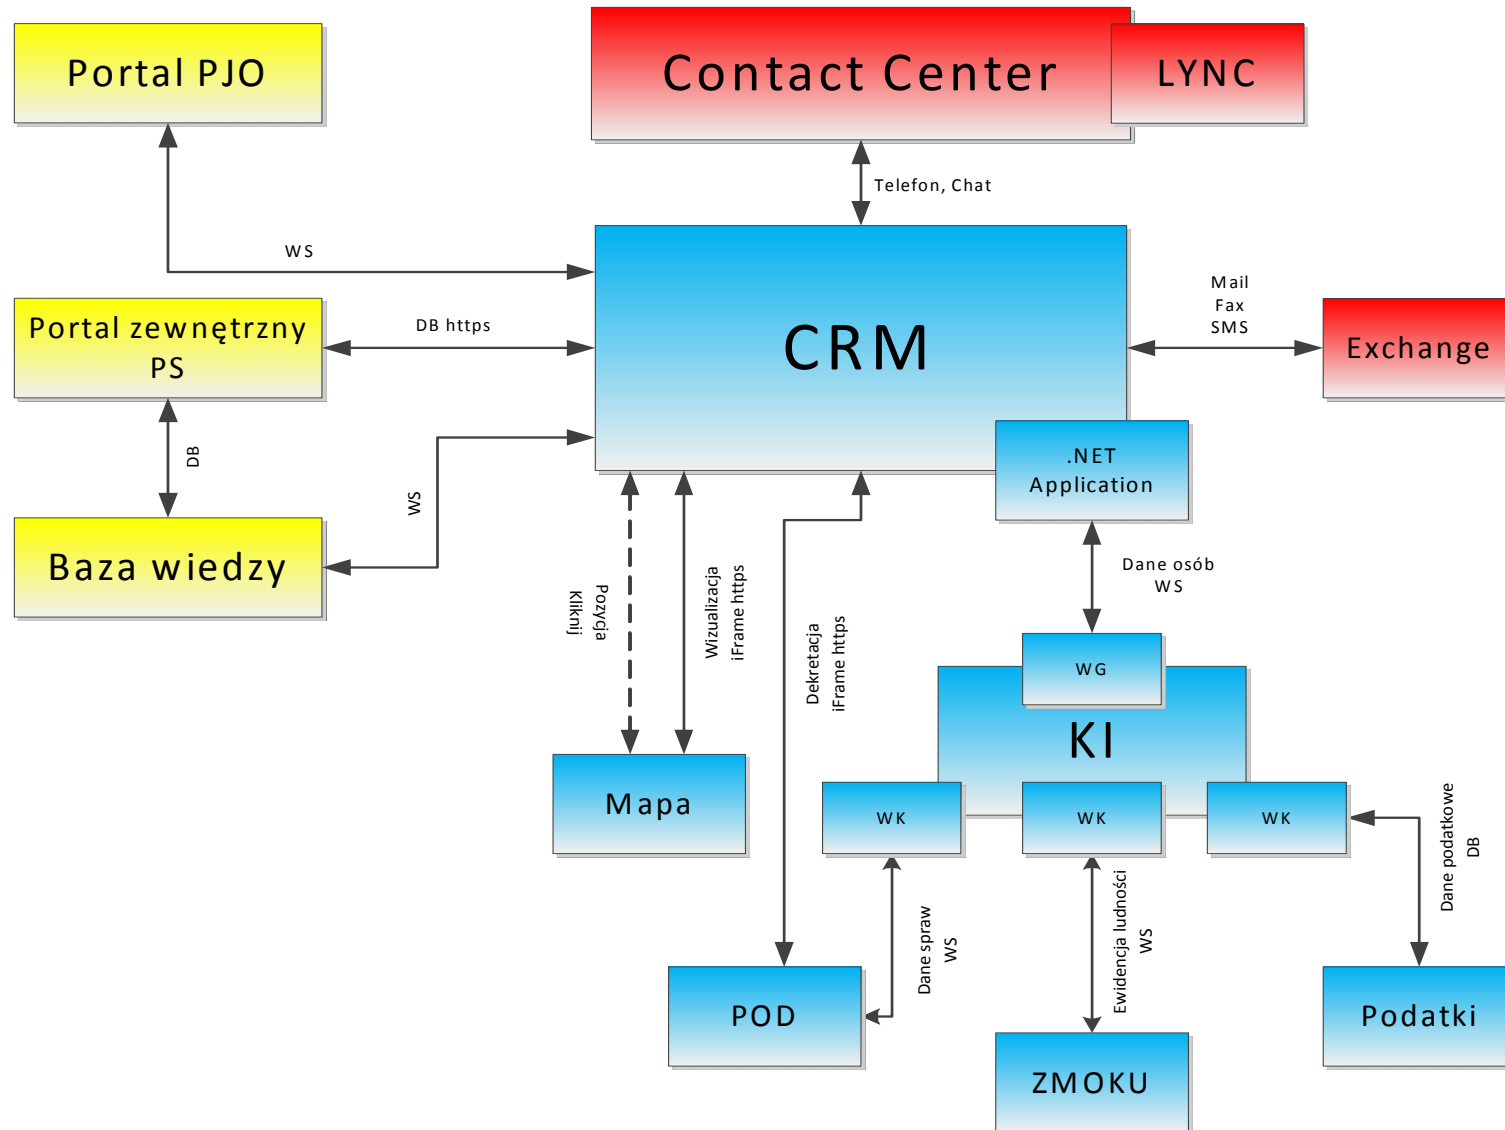 Portal PJO
Contact Center
LYNC
Telefon, Chat
WS
Portal zewnętrzny
PS
DB https
CRM
Mail
Fax
SMS
Exchange
DB
WS
.NET
Application
Baza wiedzy
Pozycja
Kliknij
Wizualizacja
iFrame https
Dekretacja
iFrame https
Dane osób
WS
WG
KI
Mapa
WK
WK
WK
Dane podatkowe
DB
Dane spraw
WS
Ewidencja ludności
WS
POD
ZMOKU
Podatki